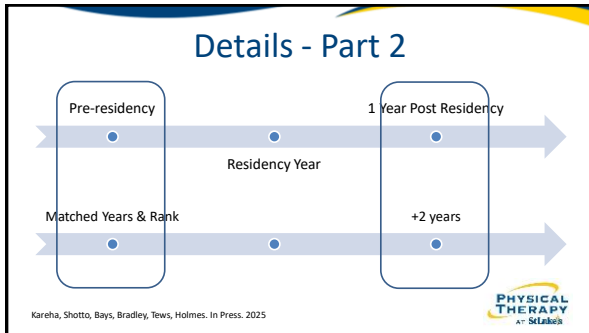 Details - Part 2
Pre-residency
1 Year Post Residency
Residency Year
Matched Years & Rank
+2 years
Kareha, Shotto, Bays, Bradley, Tews, Holmes. In Press. 2025
PHYSICAL
THERAPY
AT St Luke's